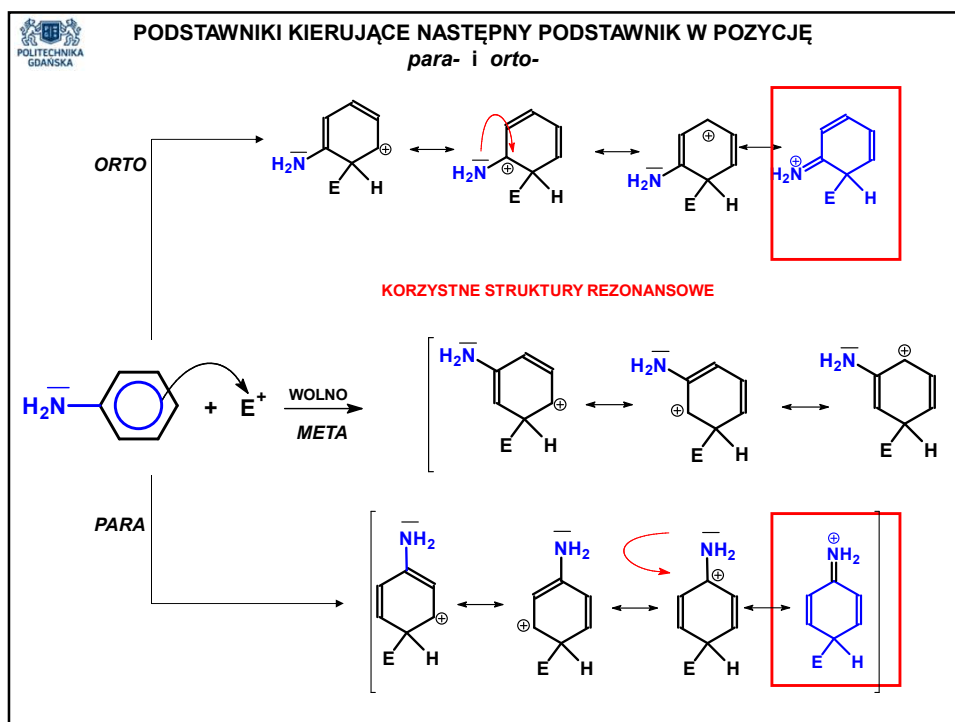 POLITECHNIKA
GDAŃSKA
PODSTAWNIKI KIERUJĄCE NASTĘPNY PODSTAWNIK W POZYCJĘ
para- i orto-
ORTO
H₂N
E H
⊕
H₂N
⊕
E H
H₂N
⊕
E H
H₂N
⊕
E H
KORZYSTNE STRUKTURY REZONANSOWE
H₂N
+ E⁺
WOLNO
META
H₂N
⊕
E H
H₂N
⊕
E H
H₂N
⊕
E H
PARA
NH₂
⊕
E H
NH₂
⊕
E H
NH₂
⊕
E H
⊕
NH₂
E H